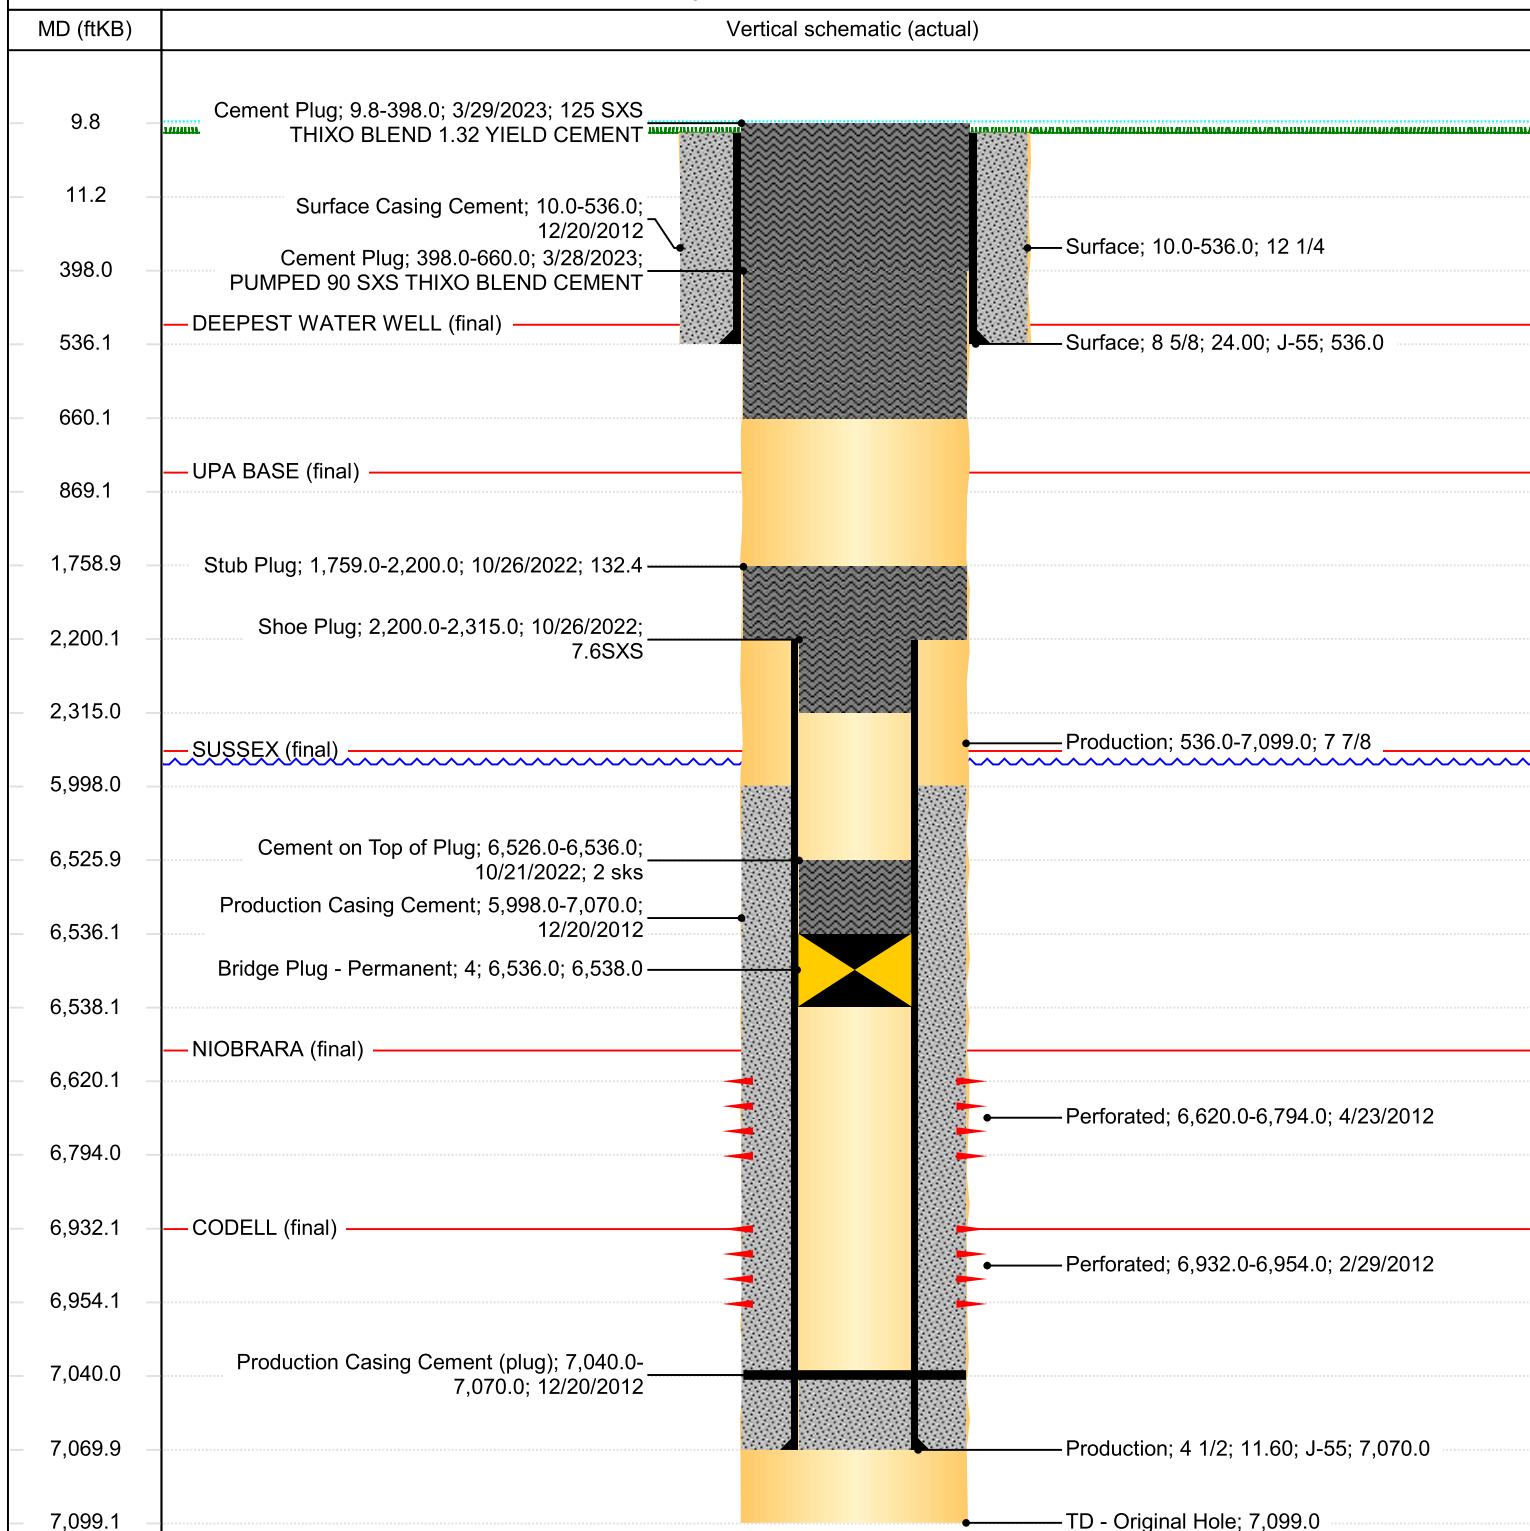 MD (ftKB)
Vertical schematic (actual)
9.8
Cement Plug; 9.8-398.0; 3/29/2023; 125 SXS
THIXO BLEND 1.32 YIELD CEMENT
11.2
Surface Casing Cement; 10.0-536.0;
12/20/2012
Surface; 10.0-536.0; 12 1/4
398.0
Cement Plug; 398.0-660.0; 3/28/2023;
PUMPED 90 SXS THIXO BLEND CEMENT
DEEPEST WATER WELL (final)
536.1
Surface; 8 5/8; 24.00; J-55; 536.0
660.1
UPA BASE (final)
869.1
1,758.9
Stub Plug; 1,759.0-2,200.0; 10/26/2022; 132.4
2,200.1
Shoe Plug; 2,200.0-2,315.0; 10/26/2022;
7.6SXS
2,315.0
Production; 536.0-7,099.0; 7 7/8
SUSSEX (final)
5,998.0
6,525.9
Cement on Top of Plug; 6,526.0-6,536.0;
10/21/2022; 2 sks
Production Casing Cement; 5,998.0-7,070.0;
12/20/2012
6,536.1
Bridge Plug - Permanent; 4; 6,536.0; 6,538.0
6,538.1
NIOBRARA (final)
6,620.1
Perforated; 6,620.0-6,794.0; 4/23/2012
6,794.0
6,932.1
CODELL (final)
Perforated; 6,932.0-6,954.0; 2/29/2012
6,954.1
7,040.0
Production Casing Cement (plug); 7,040.0-
7,070.0; 12/20/2012
7,069.9
Production; 4 1/2; 11.60; J-55; 7,070.0
7,099.1
TD - Original Hole; 7,099.0